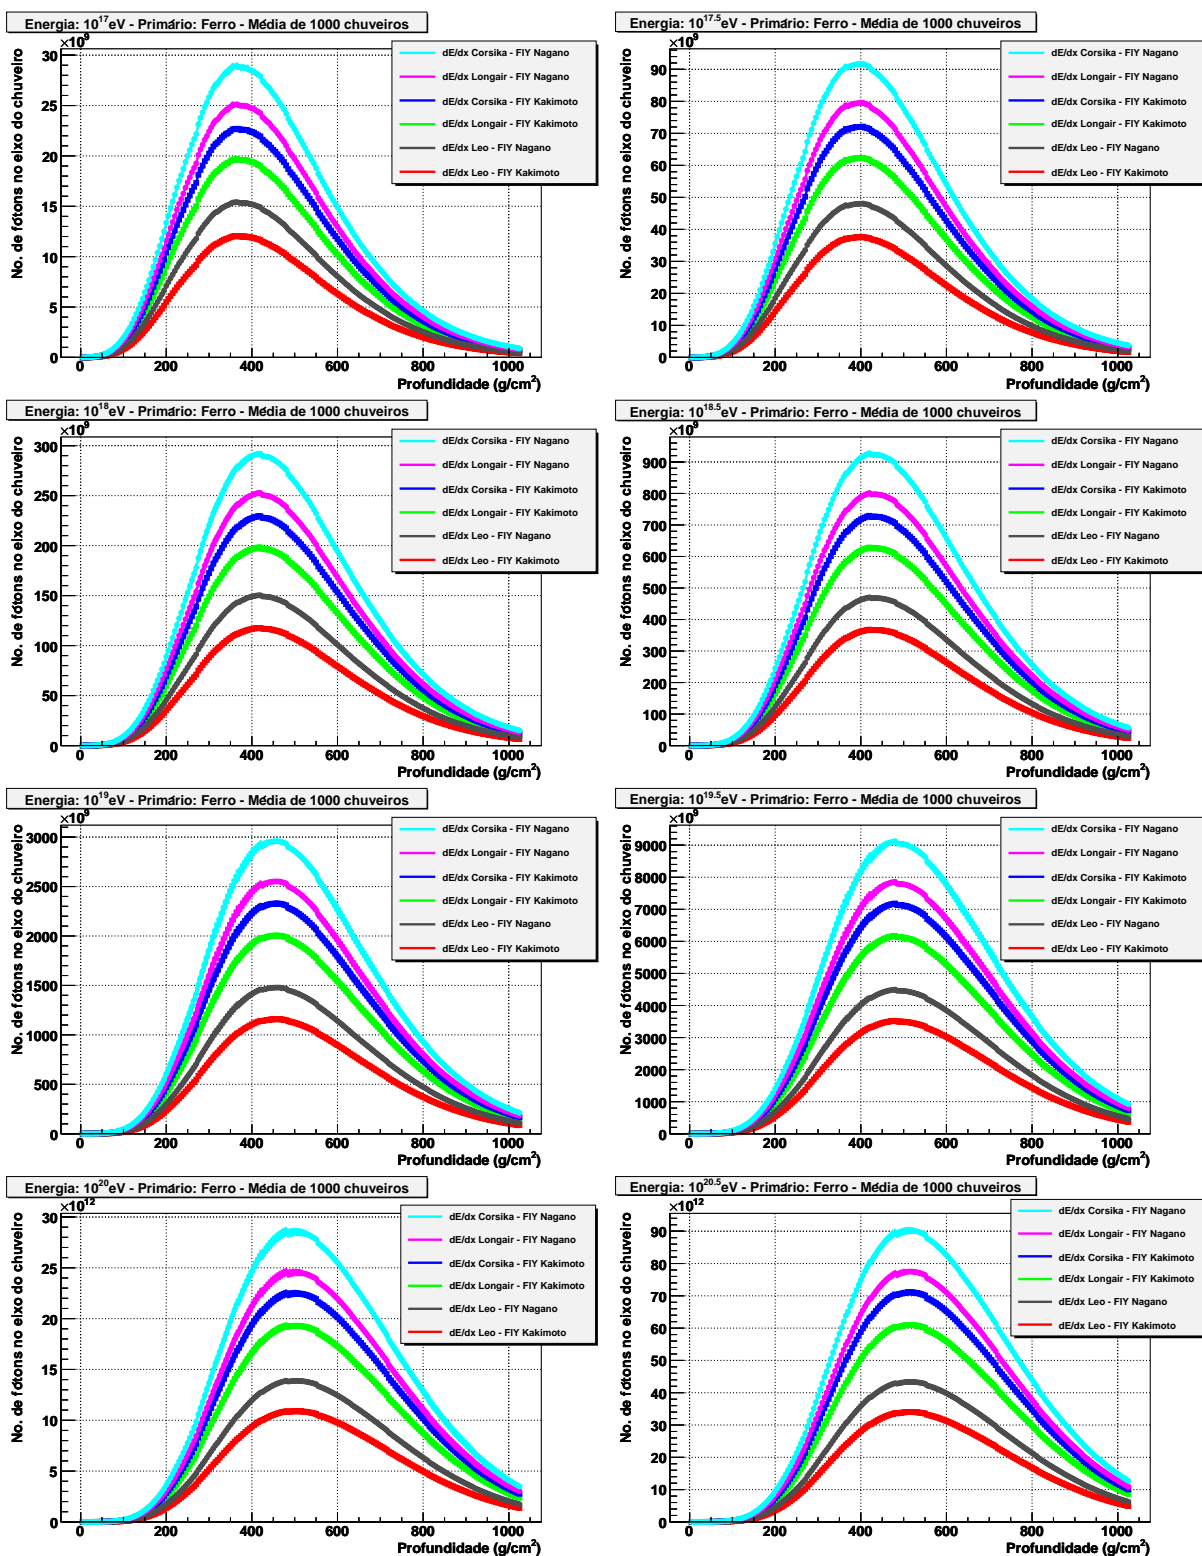 Energia: 10^17 eV - Primário: Ferro - Média de 1000 chuveiros
×10^9
No. de fótons no eixo do chuveiro
30
25
20
15
10
5
0
dE/dx Corsika - FIY Nagano
dE/dx Longair - FIY Nagano
dE/dx Corsika - FIY Kakimoto
dE/dx Longair - FIY Kakimoto
dE/dx Leo - FIY Nagano
dE/dx Leo - FIY Kakimoto
0 200 400 600 800 1000
Profundidade (g/cm²)
Energia: 10^17.5 eV - Primário: Ferro - Média de 1000 chuveiros
×10^9
No. de fótons no eixo do chuveiro
90
80
70
60
50
40
30
20
10
0
dE/dx Corsika - FIY Nagano
dE/dx Longair - FIY Nagano
dE/dx Corsika - FIY Kakimoto
dE/dx Longair - FIY Kakimoto
dE/dx Leo - FIY Nagano
dE/dx Leo - FIY Kakimoto
0 200 400 600 800 1000
Profundidade (g/cm²)
Energia: 10^18 eV - Primário: Ferro - Média de 1000 chuveiros
×10^9
No. de fótons no eixo do chuveiro
300
250
200
150
100
50
0
dE/dx Corsika - FIY Nagano
dE/dx Longair - FIY Nagano
dE/dx Corsika - FIY Kakimoto
dE/dx Longair - FIY Kakimoto
dE/dx Leo - FIY Nagano
dE/dx Leo - FIY Kakimoto
0 200 400 600 800 1000
Profundidade (g/cm²)
Energia: 10^18.5 eV - Primário: Ferro - Média de 1000 chuveiros
×10^9
No. de fótons no eixo do chuveiro
900
800
700
600
500
400
300
200
100
0
dE/dx Corsika - FIY Nagano
dE/dx Longair - FIY Nagano
dE/dx Corsika - FIY Kakimoto
dE/dx Longair - FIY Kakimoto
dE/dx Leo - FIY Nagano
dE/dx Leo - FIY Kakimoto
0 200 400 600 800 1000
Profundidade (g/cm²)
Energia: 10^19 eV - Primário: Ferro - Média de 1000 chuveiros
×10^9
No. de fótons no eixo do chuveiro
3000
2500
2000
1500
1000
500
0
dE/dx Corsika - FIY Nagano
dE/dx Longair - FIY Nagano
dE/dx Corsika - FIY Kakimoto
dE/dx Longair - FIY Kakimoto
dE/dx Leo - FIY Nagano
dE/dx Leo - FIY Kakimoto
0 200 400 600 800 1000
Profundidade (g/cm²)
Energia: 10^19.5 eV - Primário: Ferro - Média de 1000 chuveiros
×10^9
No. de fótons no eixo do chuveiro
9000
8000
7000
6000
5000
4000
3000
2000
1000
0
dE/dx Corsika - FIY Nagano
dE/dx Longair - FIY Nagano
dE/dx Corsika - FIY Kakimoto
dE/dx Longair - FIY Kakimoto
dE/dx Leo - FIY Nagano
dE/dx Leo - FIY Kakimoto
0 200 400 600 800 1000
Profundidade (g/cm²)
Energia: 10^20 eV - Primário: Ferro - Média de 1000 chuveiros
×10^12
No. de fótons no eixo do chuveiro
30
25
20
15
10
5
0
dE/dx Corsika - FIY Nagano
dE/dx Longair - FIY Nagano
dE/dx Corsika - FIY Kakimoto
dE/dx Longair - FIY Kakimoto
dE/dx Leo - FIY Nagano
dE/dx Leo - FIY Kakimoto
0 200 400 600 800 1000
Profundidade (g/cm²)
Energia: 10^20.5 eV - Primário: Ferro - Média de 1000 chuveiros
×10^12
No. de fótons no eixo do chuveiro
90
80
70
60
50
40
30
20
10
0
dE/dx Corsika - FIY Nagano
dE/dx Longair - FIY Nagano
dE/dx Corsika - FIY Kakimoto
dE/dx Longair - FIY Kakimoto
dE/dx Leo - FIY Nagano
dE/dx Leo - FIY Kakimoto
0 200 400 600 800 1000
Profundidade (g/cm²)